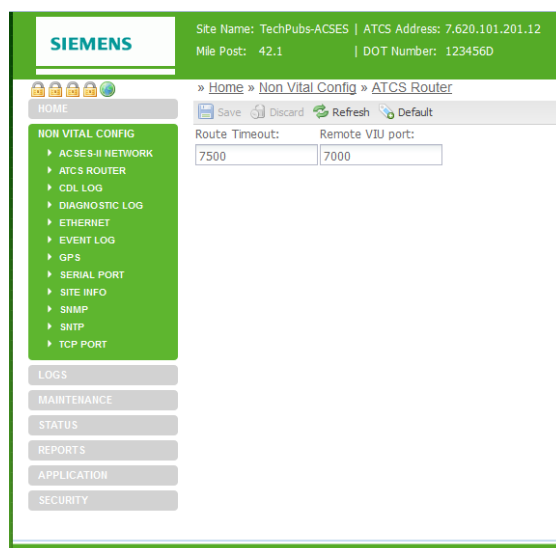 SIEMENS
Site Name: TechPubs-ACSES | ATCS Address: 7.620.101.201.12
Mile Post: 42.1 | DOT Number: 123456D
» Home » Non Vital Config » ATCS Router
Save Discard Refresh Default
Route Timeout: Remote VIU port:
7500 7000
HOME
NON VITAL CONFIG
ACSES-II NETWORK
ATCS ROUTER
CDL LOG
DIAGNOSTIC LOG
ETHERNET
EVENT LOG
GPS
SERIAL PORT
SITE INFO
SNMP
SNTP
TCP PORT
LOGS
MAINTENANCE
STATUS
REPORTS
APPLICATION
SECURITY